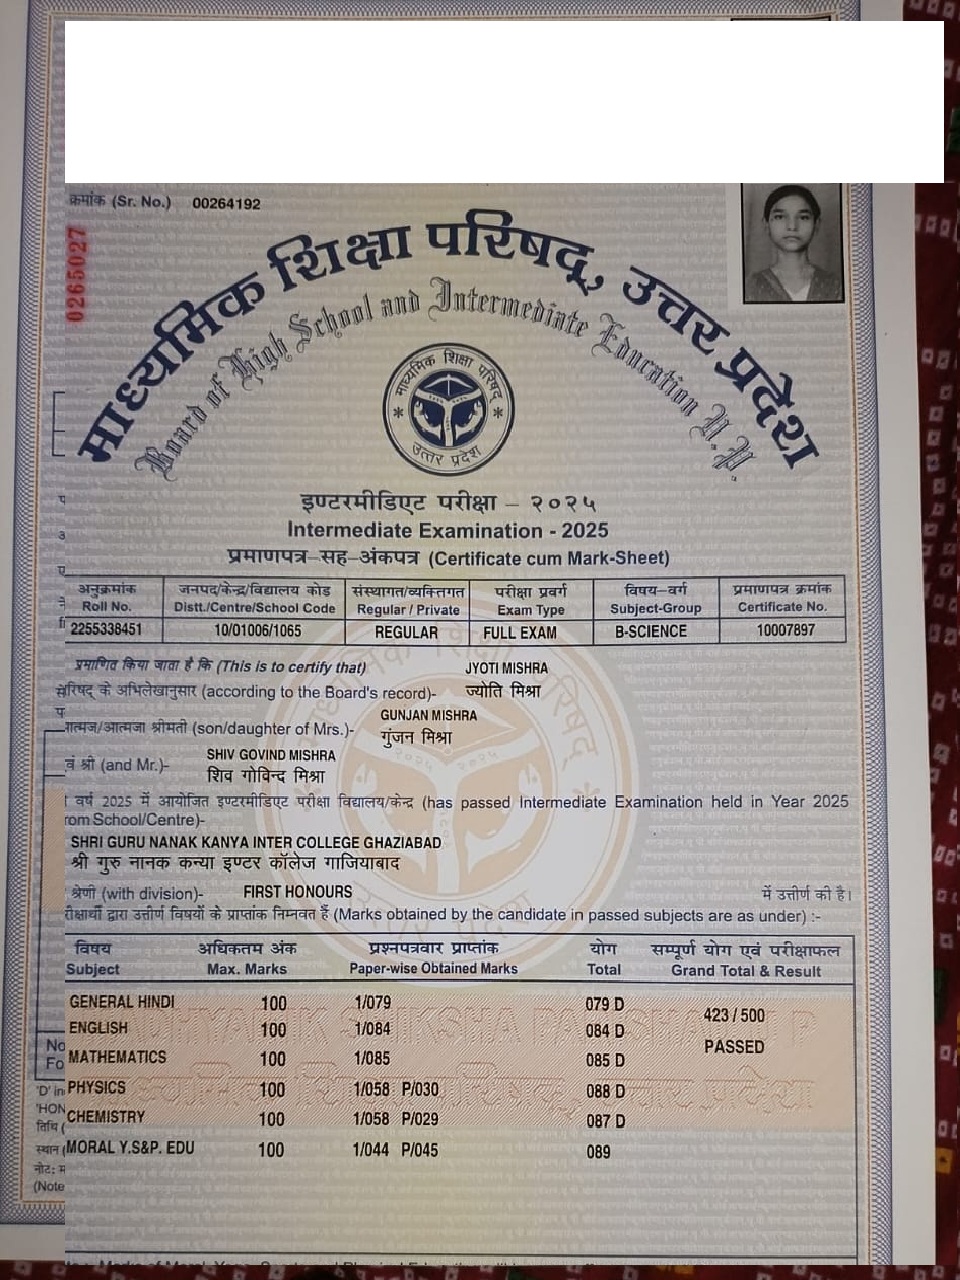 क्रमांक (Sr. No.) 00264192
0265027
माध्यमिक शिक्षा परिषद्, उत्तर प्रदेश
Board of High School and Intermediate Education U.P.
माध्यमिक शिक्षा परिषद्
उत्तर प्रदेश
इण्टरमीडिएट परीक्षा – २०२५
Intermediate Examination - 2025
प्रमाणपत्र–सह–अंकपत्र (Certificate cum Mark-Sheet)
अनुक्रमांक जनपद/केन्द्र/विद्यालय कोड संस्थागत/व्यक्तिगत परीक्षा प्रवर्ग विषय–वर्ग प्रमाणपत्र क्रमांक
Roll No. Distt./Centre/School Code Regular / Private Exam Type Subject-Group Certificate No.
2255338451 10/01006/1065 REGULAR FULL EXAM B-SCIENCE 10007897
प्रमाणित किया जाता है कि (This is to certify that) JYOTI MISHRA
परिषद् के अभिलेखानुसार (according to the Board's record)- ज्योति मिश्रा
GUNJAN MISHRA
त्मज/आत्मजा श्रीमती (son/daughter of Mrs.)- गुंजन मिश्रा
SHIV GOVIND MISHRA
वं श्री (and Mr.)- शिव गोविन्द मिश्रा
वर्ष 2025 में आयोजित इण्टरमीडिएट परीक्षा विद्यालय/केन्द्र (has passed Intermediate Examination held in Year 2025
rom School/Centre)-
SHRI GURU NANAK KANYA INTER COLLEGE GHAZIABAD
श्री गुरु नानक कन्या इण्टर कॉलेज गाजियाबाद
श्रेणी (with division)- FIRST HONOURS में उत्तीर्ण की है।
रीक्षार्थी द्वारा उत्तीर्ण विषयों के प्राप्तांक निम्नवत हैं (Marks obtained by the candidate in passed subjects are as under) :-
विषय अधिकतम अंक प्रश्नपत्रवार प्राप्तांक योग सम्पूर्ण योग एवं परीक्षाफल
Subject Max. Marks Paper-wise Obtained Marks Total Grand Total & Result
GENERAL HINDI 100 1/079 079 D
423 / 500
ENGLISH 100 1/084 084 D
PASSED
MATHEMATICS 100 1/085 085 D
PHYSICS 100 1/058 P/030 088 D
CHEMISTRY 100 1/058 P/029 087 D
MORAL Y.S&P. EDU 100 1/044 P/045 089
No
Fo
'D' in
'HON
तिथि (
स्थान (
नोट: म
(Note